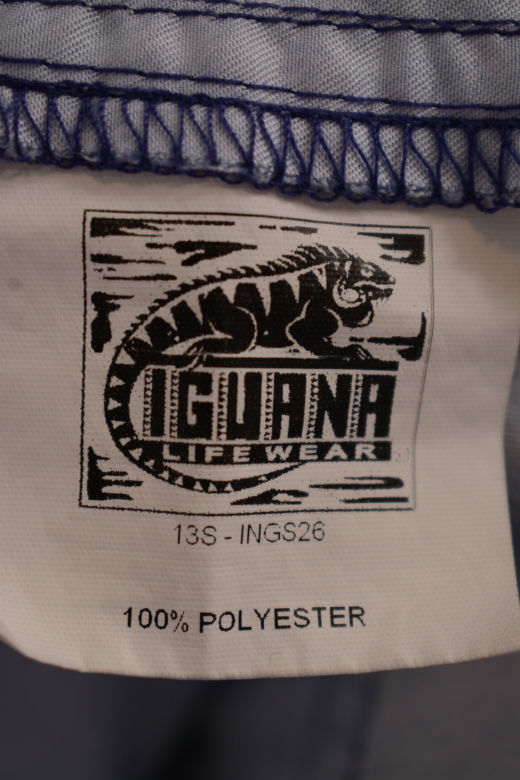 IGUANA
LIFE WEAR
13S - INGS26
100% POLYESTER